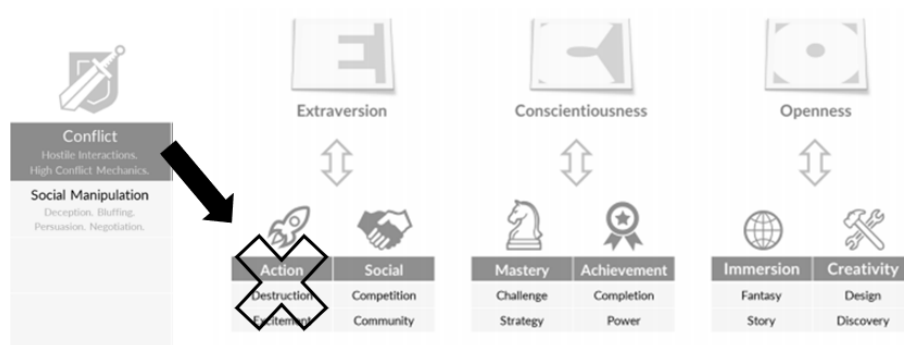 Extraversion
Conscientiousness
Openness
Conflict
Hostile Interactions.
High Conflict Mechanics.
Social Manipulation
Deception. Bluffing.
Persuasion. Negotiation.
Action Social
Destruction Competition
Excitement Community
Mastery Achievement
Challenge Completion
Strategy Power
Immersion Creativity
Fantasy Design
Story Discovery